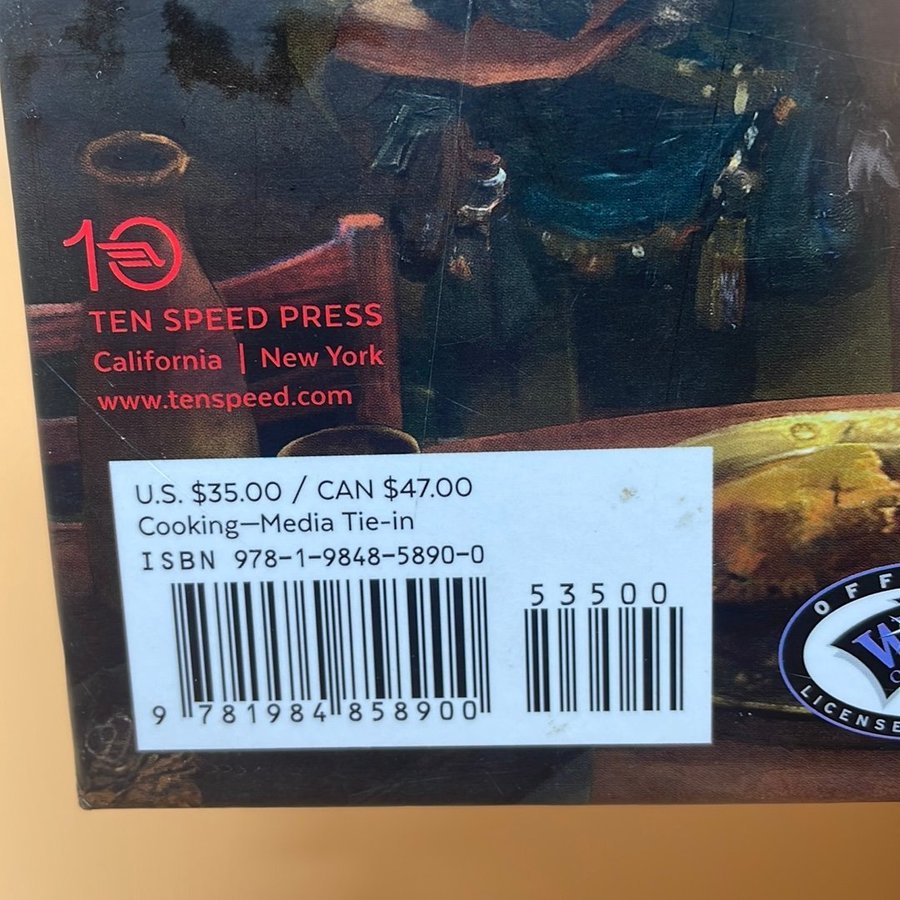 10
TEN SPEED PRESS
California | New York
www.tenspeed.com
U.S. $35.00 / CAN $47.00
Cooking—Media Tie-in
ISBN 978-1-9848-5890-0
53500
9 781984 858900